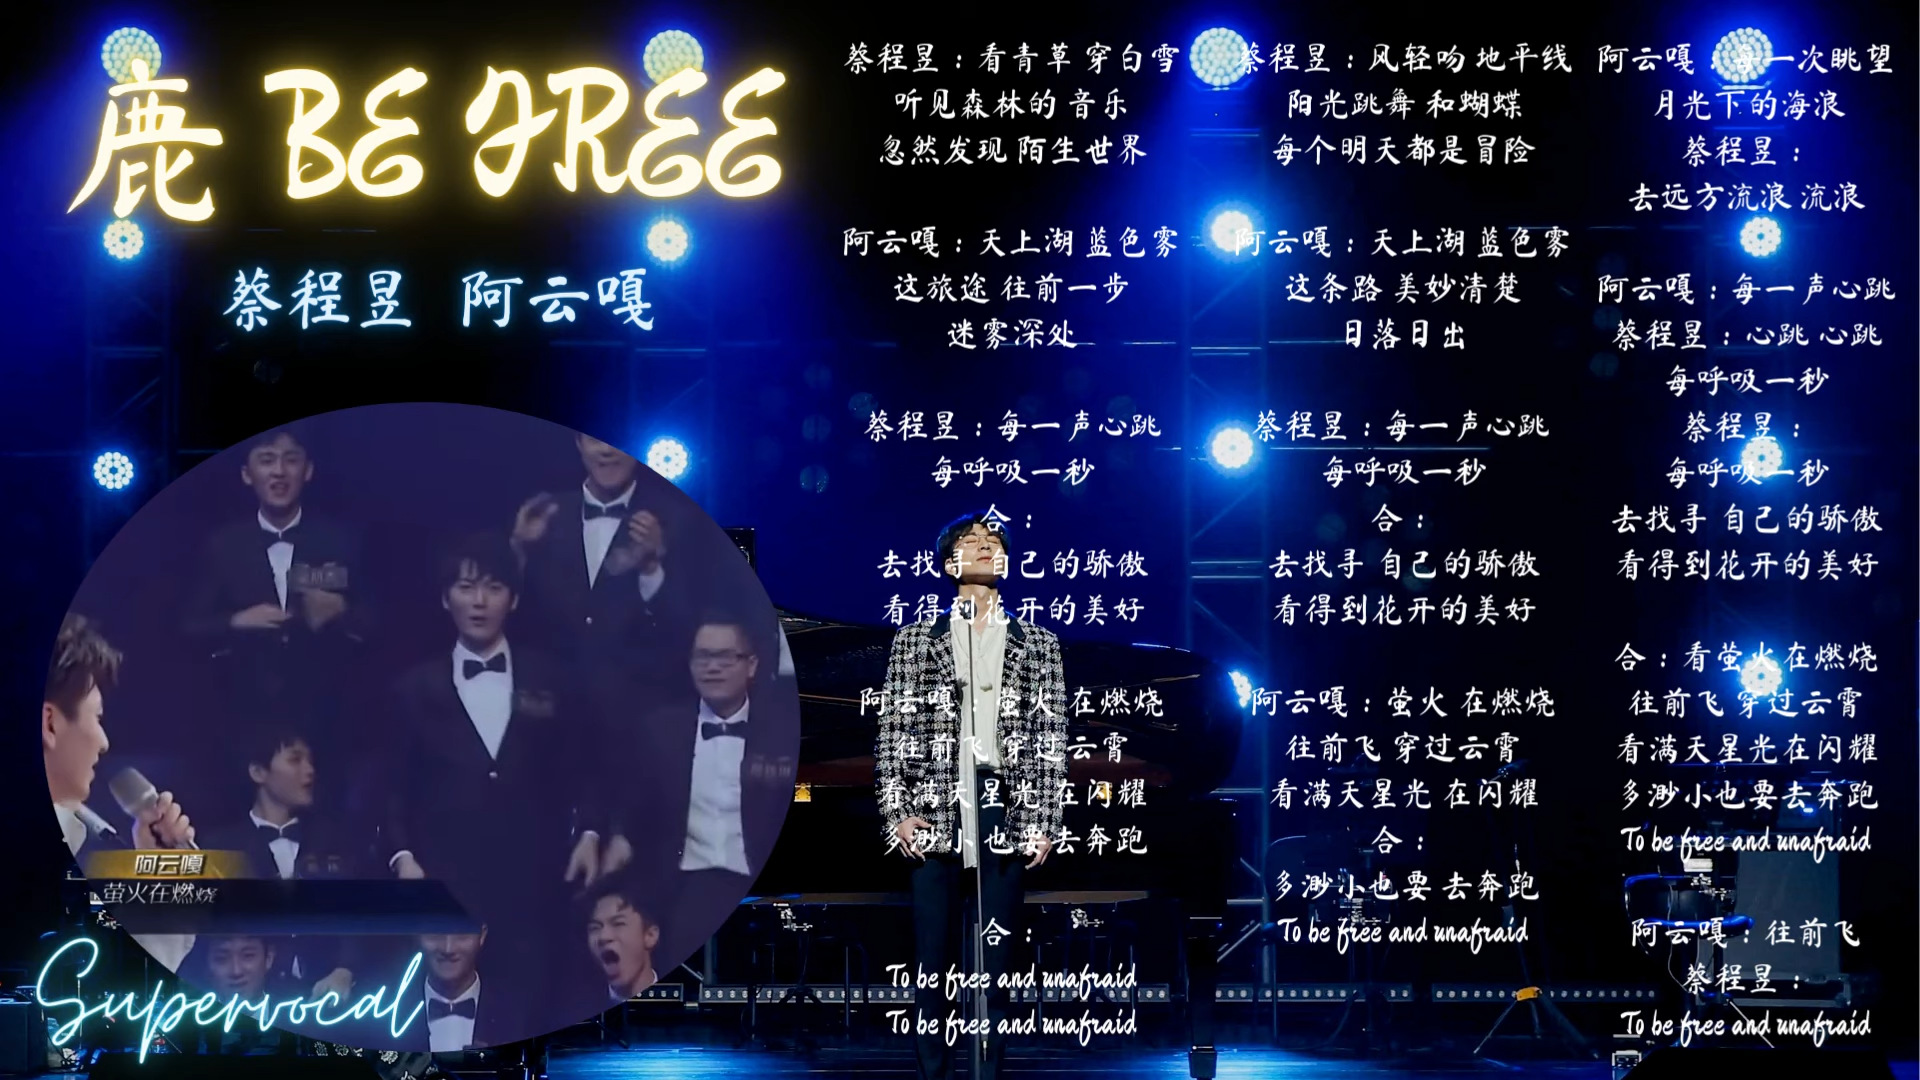 鹿 BE FREE
蔡程昱 阿云嘎
阿云嘎
萤火在燃烧
Supervocal
蔡程昱：看青草 穿白雪
听见森林的 音乐
忽然发现 陌生世界
阿云嘎：天上湖 蓝色雾
这旅途 往前一步
迷雾深处
蔡程昱：每一声心跳
每呼吸一秒
合：
去找寻 自己的骄傲
看得到花开的美好
阿云嘎：萤火 在燃烧
往前飞 穿过云霄
看满天星光 在闪耀
多渺小也要去奔跑
合：
To be free and unafraid
To be free and unafraid
蔡程昱：风轻吻 地平线
阳光跳舞 和蝴蝶
每个明天都是冒险
阿云嘎：天上湖 蓝色雾
这条路 美妙清楚
日落日出
蔡程昱：每一声心跳
每呼吸一秒
合：
去找寻 自己的骄傲
看得到花开的美好
阿云嘎：萤火 在燃烧
往前飞 穿过云霄
看满天星光 在闪耀
合：
多渺小也要 去奔跑
To be free and unafraid
阿云嘎：每一次眺望
月光下的海浪
蔡程昱：
去远方流浪 流浪
阿云嘎：每一声心跳
蔡程昱：心跳 心跳
每呼吸一秒
蔡程昱：
每呼吸一秒
去找寻 自己的骄傲
看得到花开的美好
合：看萤火在燃烧
往前飞 穿过云霄
看满天星光在闪耀
多渺小也要去奔跑
To be free and unafraid
阿云嘎：往前飞
蔡程昱：
To be free and unafraid